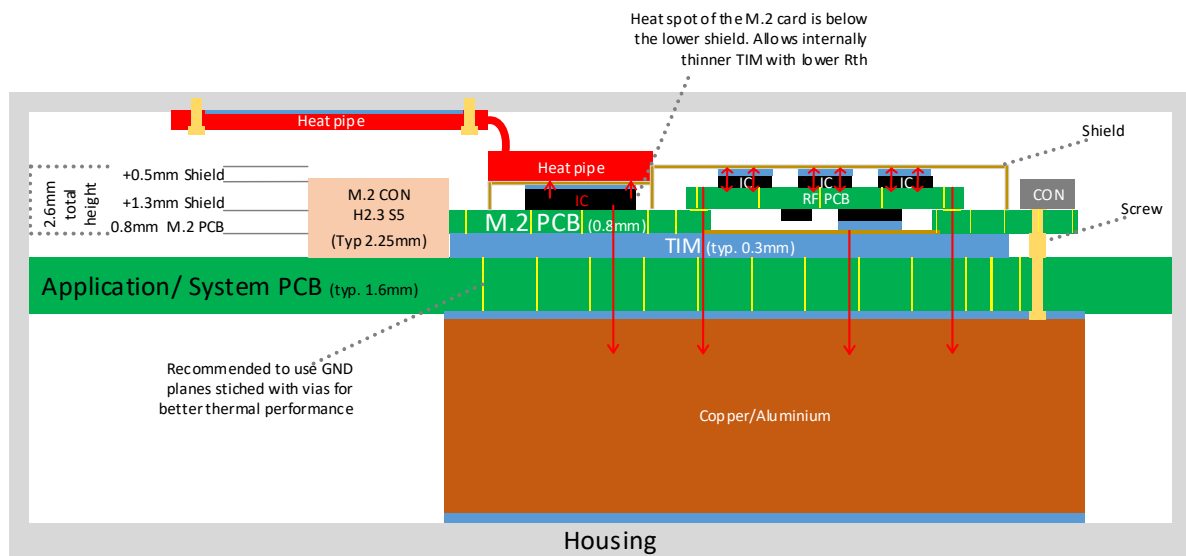 Heat spot of the M.2 card is below
the lower shield. Allows internally
thinner TIM with lower Rth
Heat pipe
Shield
Heat pipe
+0.5mm Shield
2.6mm
total
height
M.2 CON
H2.3 S5
(Typ 2.25mm)
IC
IC
IC
IC
RF PCB
CON
+1.3mm Shield
0.8mm M.2 PCB
M.2 PCB (0.8mm)
Screw
TIM (typ. 0.3mm)
Application/ System PCB (typ. 1.6mm)
Recommended to use GND
planes stiched with vias for
better thermal performance
Copper/Aluminium
Housing